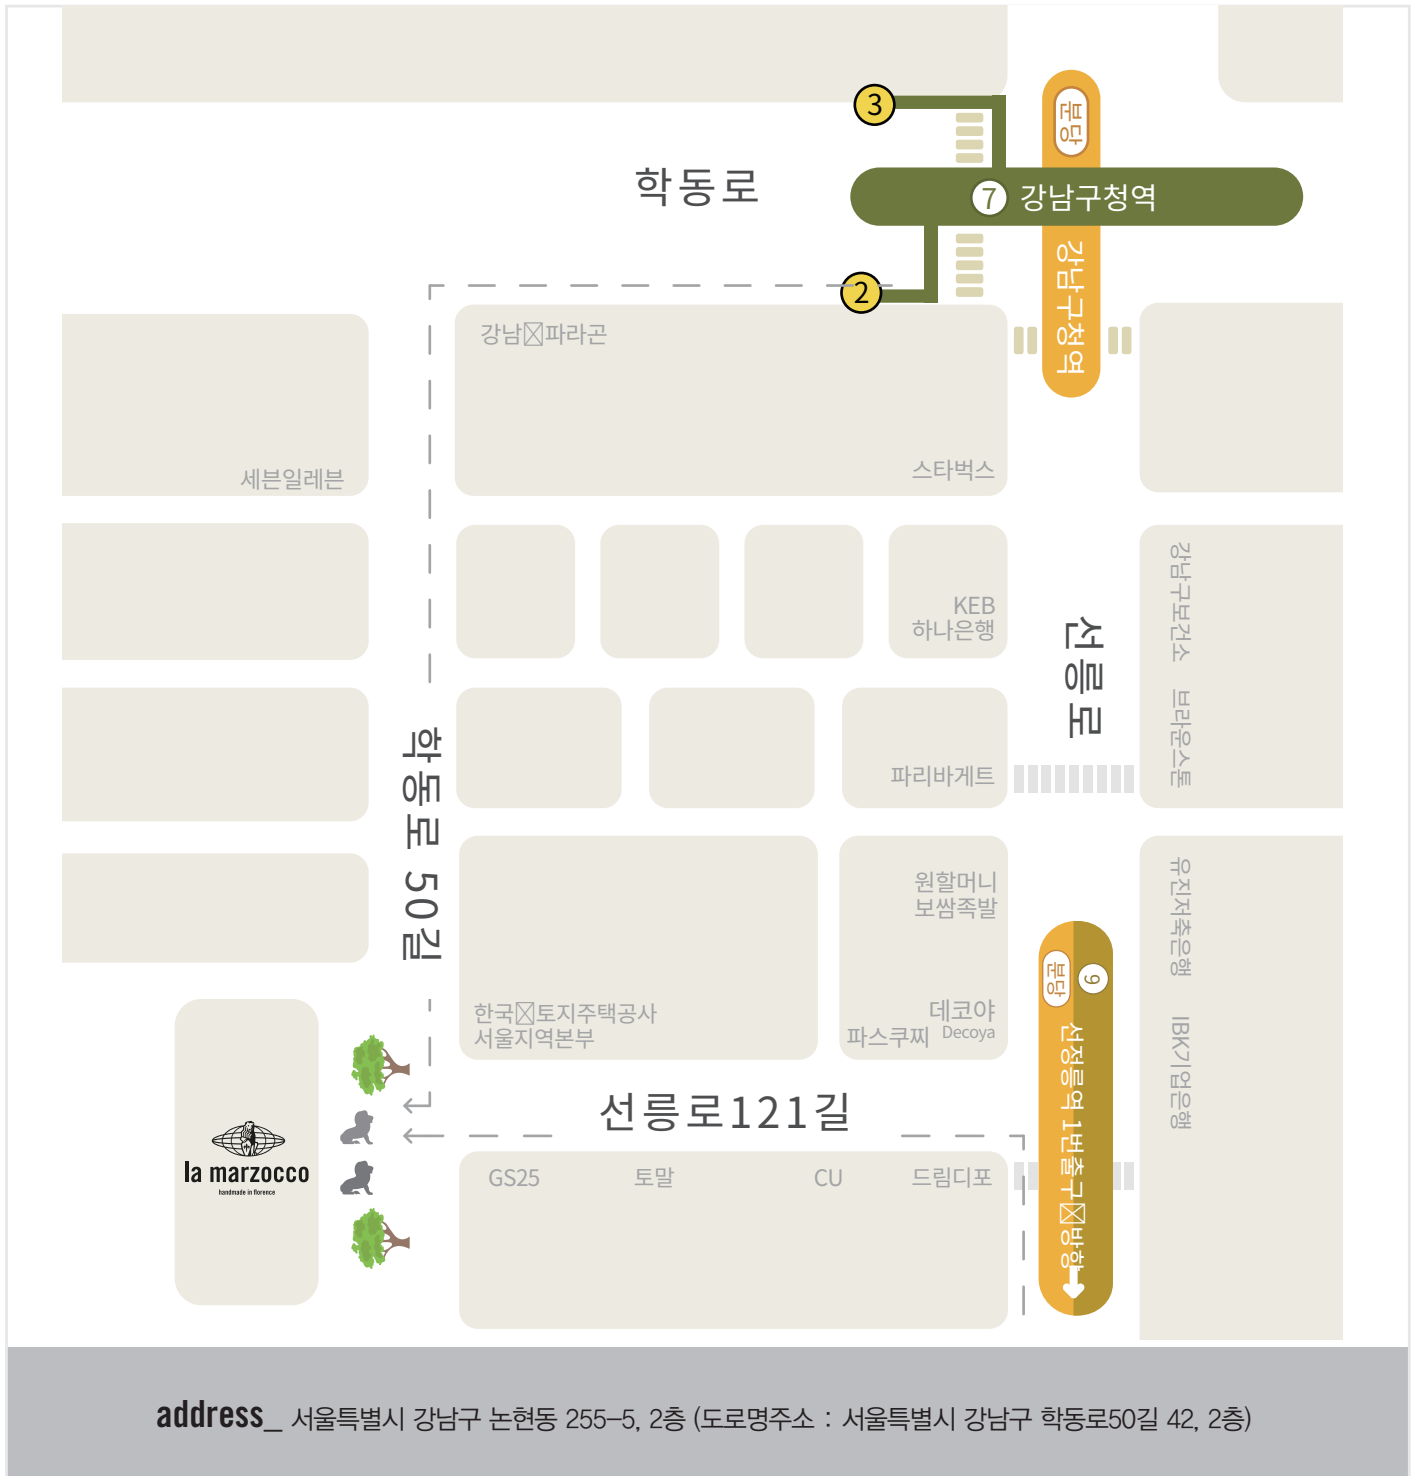 3
분당
학동로
7 강남구청역
강남구청역
2
강남 파라곤
세븐일레븐
스타벅스
KEB
하나은행
강남구보건소
브라운스톤
선릉로
학동로 50길
파리바게트
원할머니
보쌈족발
유진저축은행
9
분당
한국 토지주택공사
서울지역본부
데코야
파스쿠찌 Decoya
선정릉역 1번출구 방향
IBK기업은행
선릉로121길
la marzocco
handmade in florence
GS25 토말 CU 드림디포
address_ 서울특별시 강남구 논현동 255-5, 2층 (도로명주소 : 서울특별시 강남구 학동로50길 42, 2층)